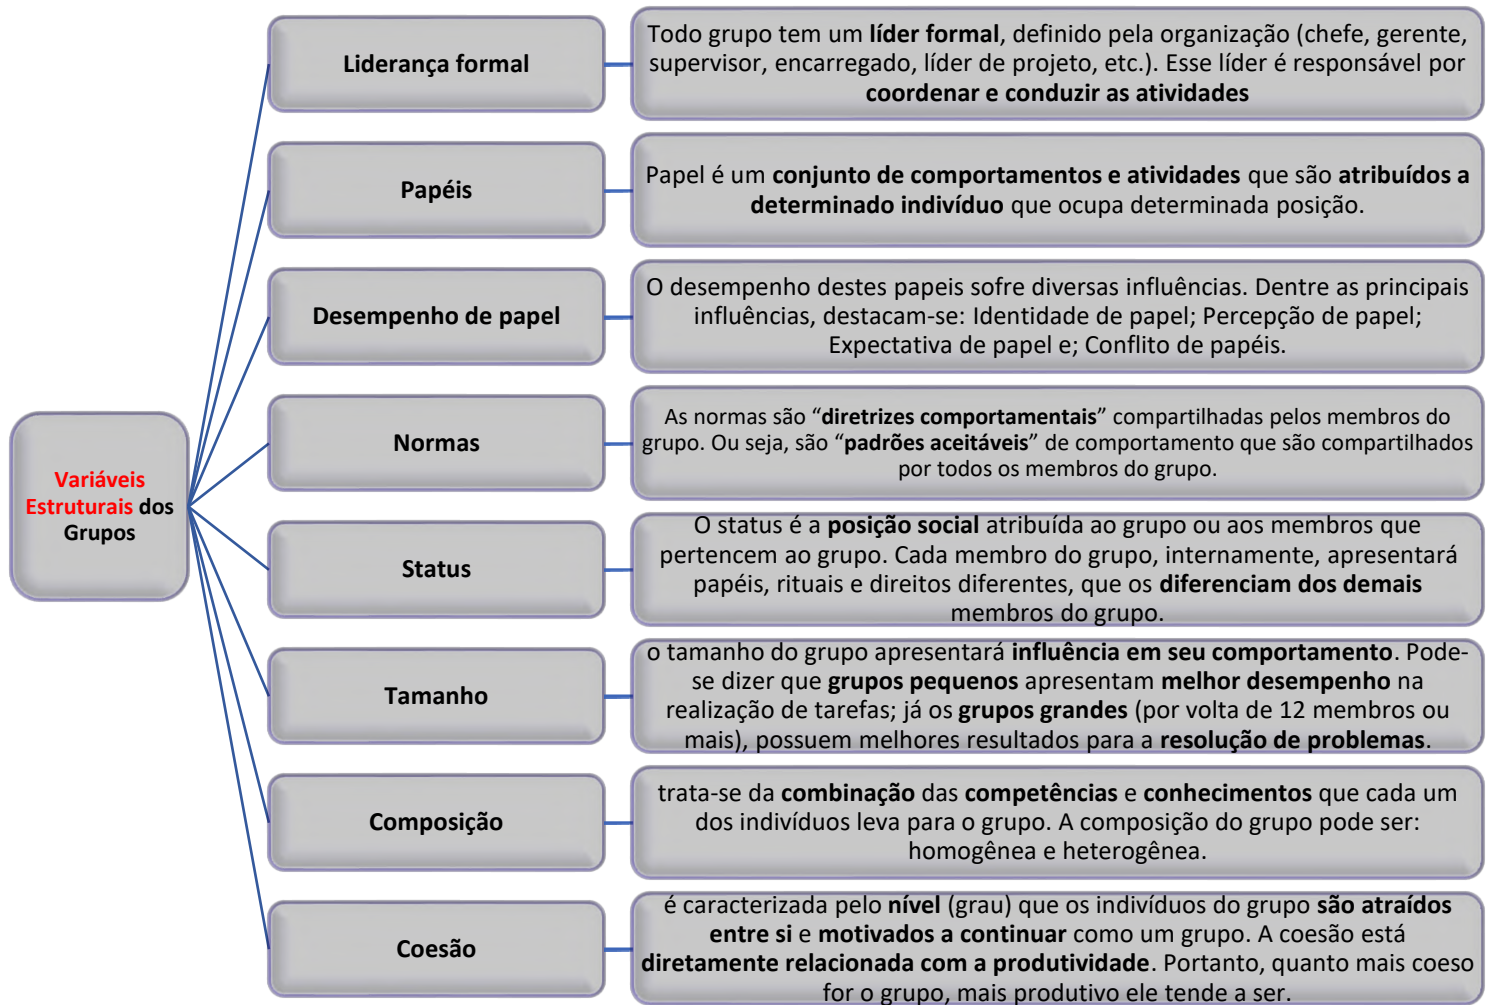 Variáveis
Estruturais dos
Grupos
Liderança formal
Todo grupo tem um líder formal, definido pela organização (chefe, gerente,
supervisor, encarregado, líder de projeto, etc.). Esse líder é responsável por
coordenar e conduzir as atividades
Papéis
Papel é um conjunto de comportamentos e atividades que são atribuídos a
determinado indivíduo que ocupa determinada posição.
Desempenho de papel
O desempenho destes papeis sofre diversas influências. Dentre as principais
influências, destacam-se: Identidade de papel; Percepção de papel;
Expectativa de papel e; Conflito de papéis.
Normas
As normas são “diretrizes comportamentais” compartilhadas pelos membros do
grupo. Ou seja, são “padrões aceitáveis” de comportamento que são compartilhados
por todos os membros do grupo.
Status
O status é a posição social atribuída ao grupo ou aos membros que
pertencem ao grupo. Cada membro do grupo, internamente, apresentará
papéis, rituais e direitos diferentes, que os diferenciam dos demais
membros do grupo.
Tamanho
o tamanho do grupo apresentará influência em seu comportamento. Pode-
se dizer que grupos pequenos apresentam melhor desempenho na
realização de tarefas; já os grupos grandes (por volta de 12 membros ou
mais), possuem melhores resultados para a resolução de problemas.
Composição
trata-se da combinação das competências e conhecimentos que cada um
dos indivíduos leva para o grupo. A composição do grupo pode ser:
homogênea e heterogênea.
Coesão
é caracterizada pelo nível (grau) que os indivíduos do grupo são atraídos
entre si e motivados a continuar como um grupo. A coesão está
diretamente relacionada com a produtividade. Portanto, quanto mais coeso
for o grupo, mais produtivo ele tende a ser.